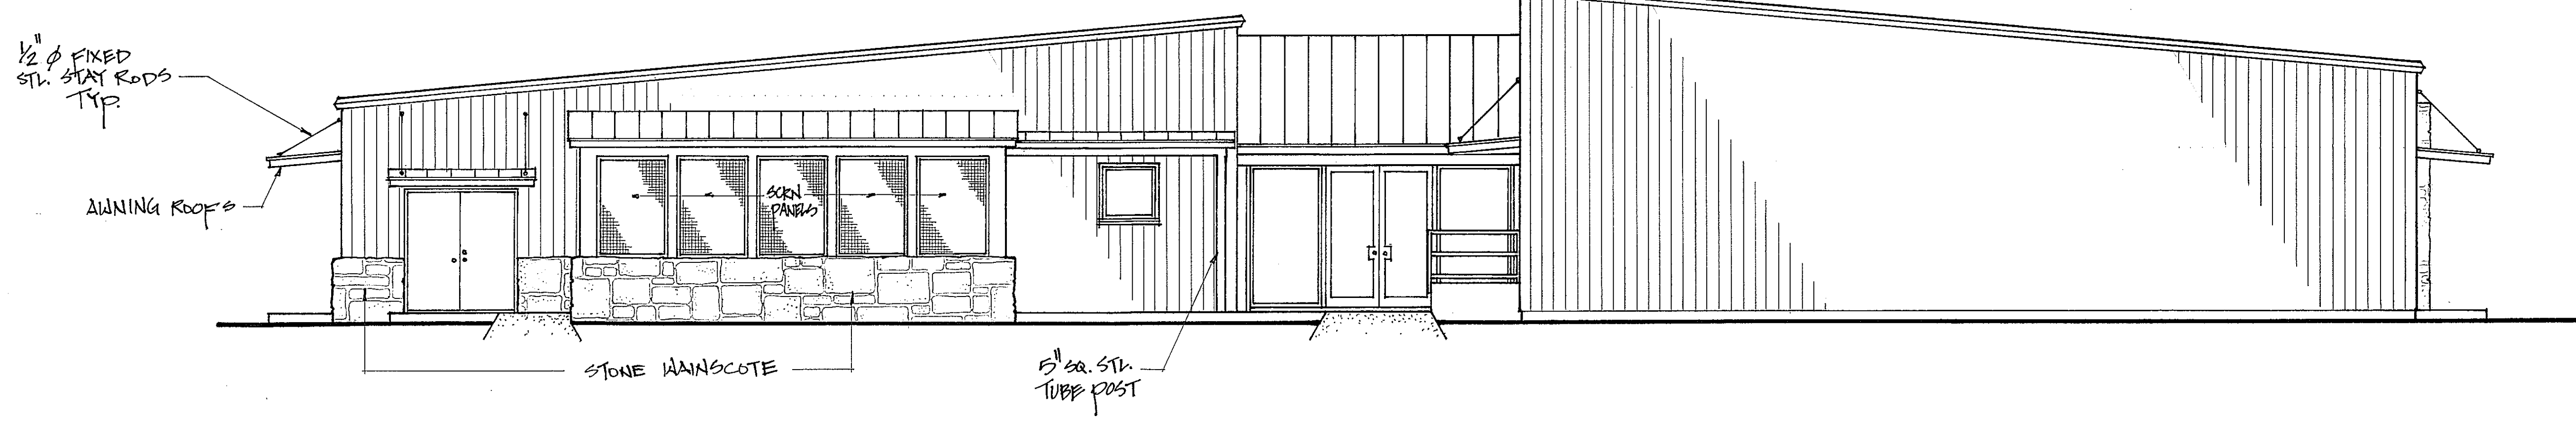 1/2" ø FIXED
STL. STAY RODS
TYP.
AWNING ROOFS
SCRN
PANELS
STONE WAINSCOTE
5" SQ. STL.
TUBE POST